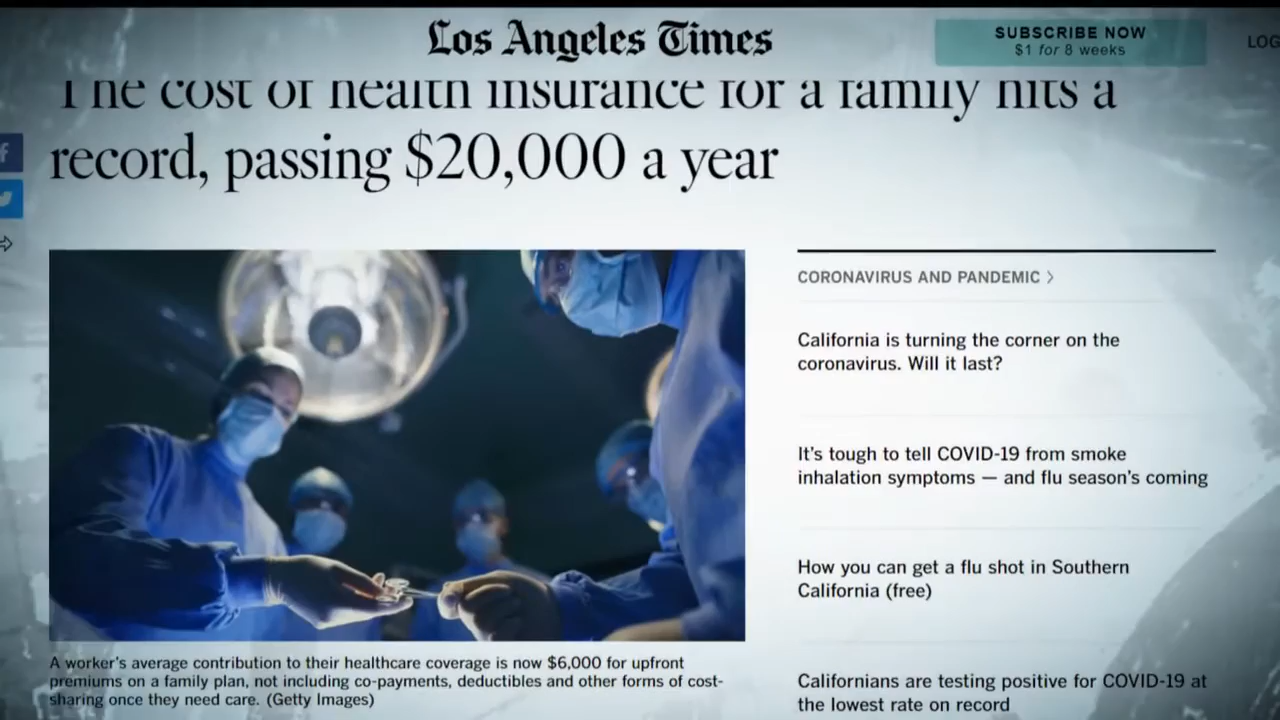 Los Angeles Times
SUBSCRIBE NOW
$1 for 8 weeks
LOG
The cost of health insurance for a family hits a
record, passing $20,000 a year
CORONAVIRUS AND PANDEMIC >
California is turning the corner on the
coronavirus. Will it last?
It's tough to tell COVID-19 from smoke
inhalation symptoms — and flu season's coming
How you can get a flu shot in Southern
California (free)
Californians are testing positive for COVID-19 at
the lowest rate on record
A worker's average contribution to their healthcare coverage is now $6,000 for upfront
premiums on a family plan, not including co-payments, deductibles and other forms of cost-
sharing once they need care. (Getty Images)